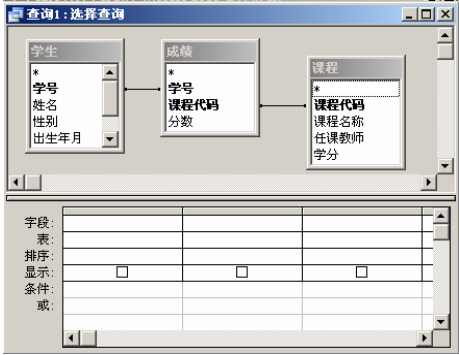 查询1 : 选择查询
学生
*
学号
姓名
性别
出生年月
成绩
*
学号
课程代码
分数
课程
*
课程代码
课程名称
任课教师
学分
字段:
表:
排序:
显示:
条件:
或: